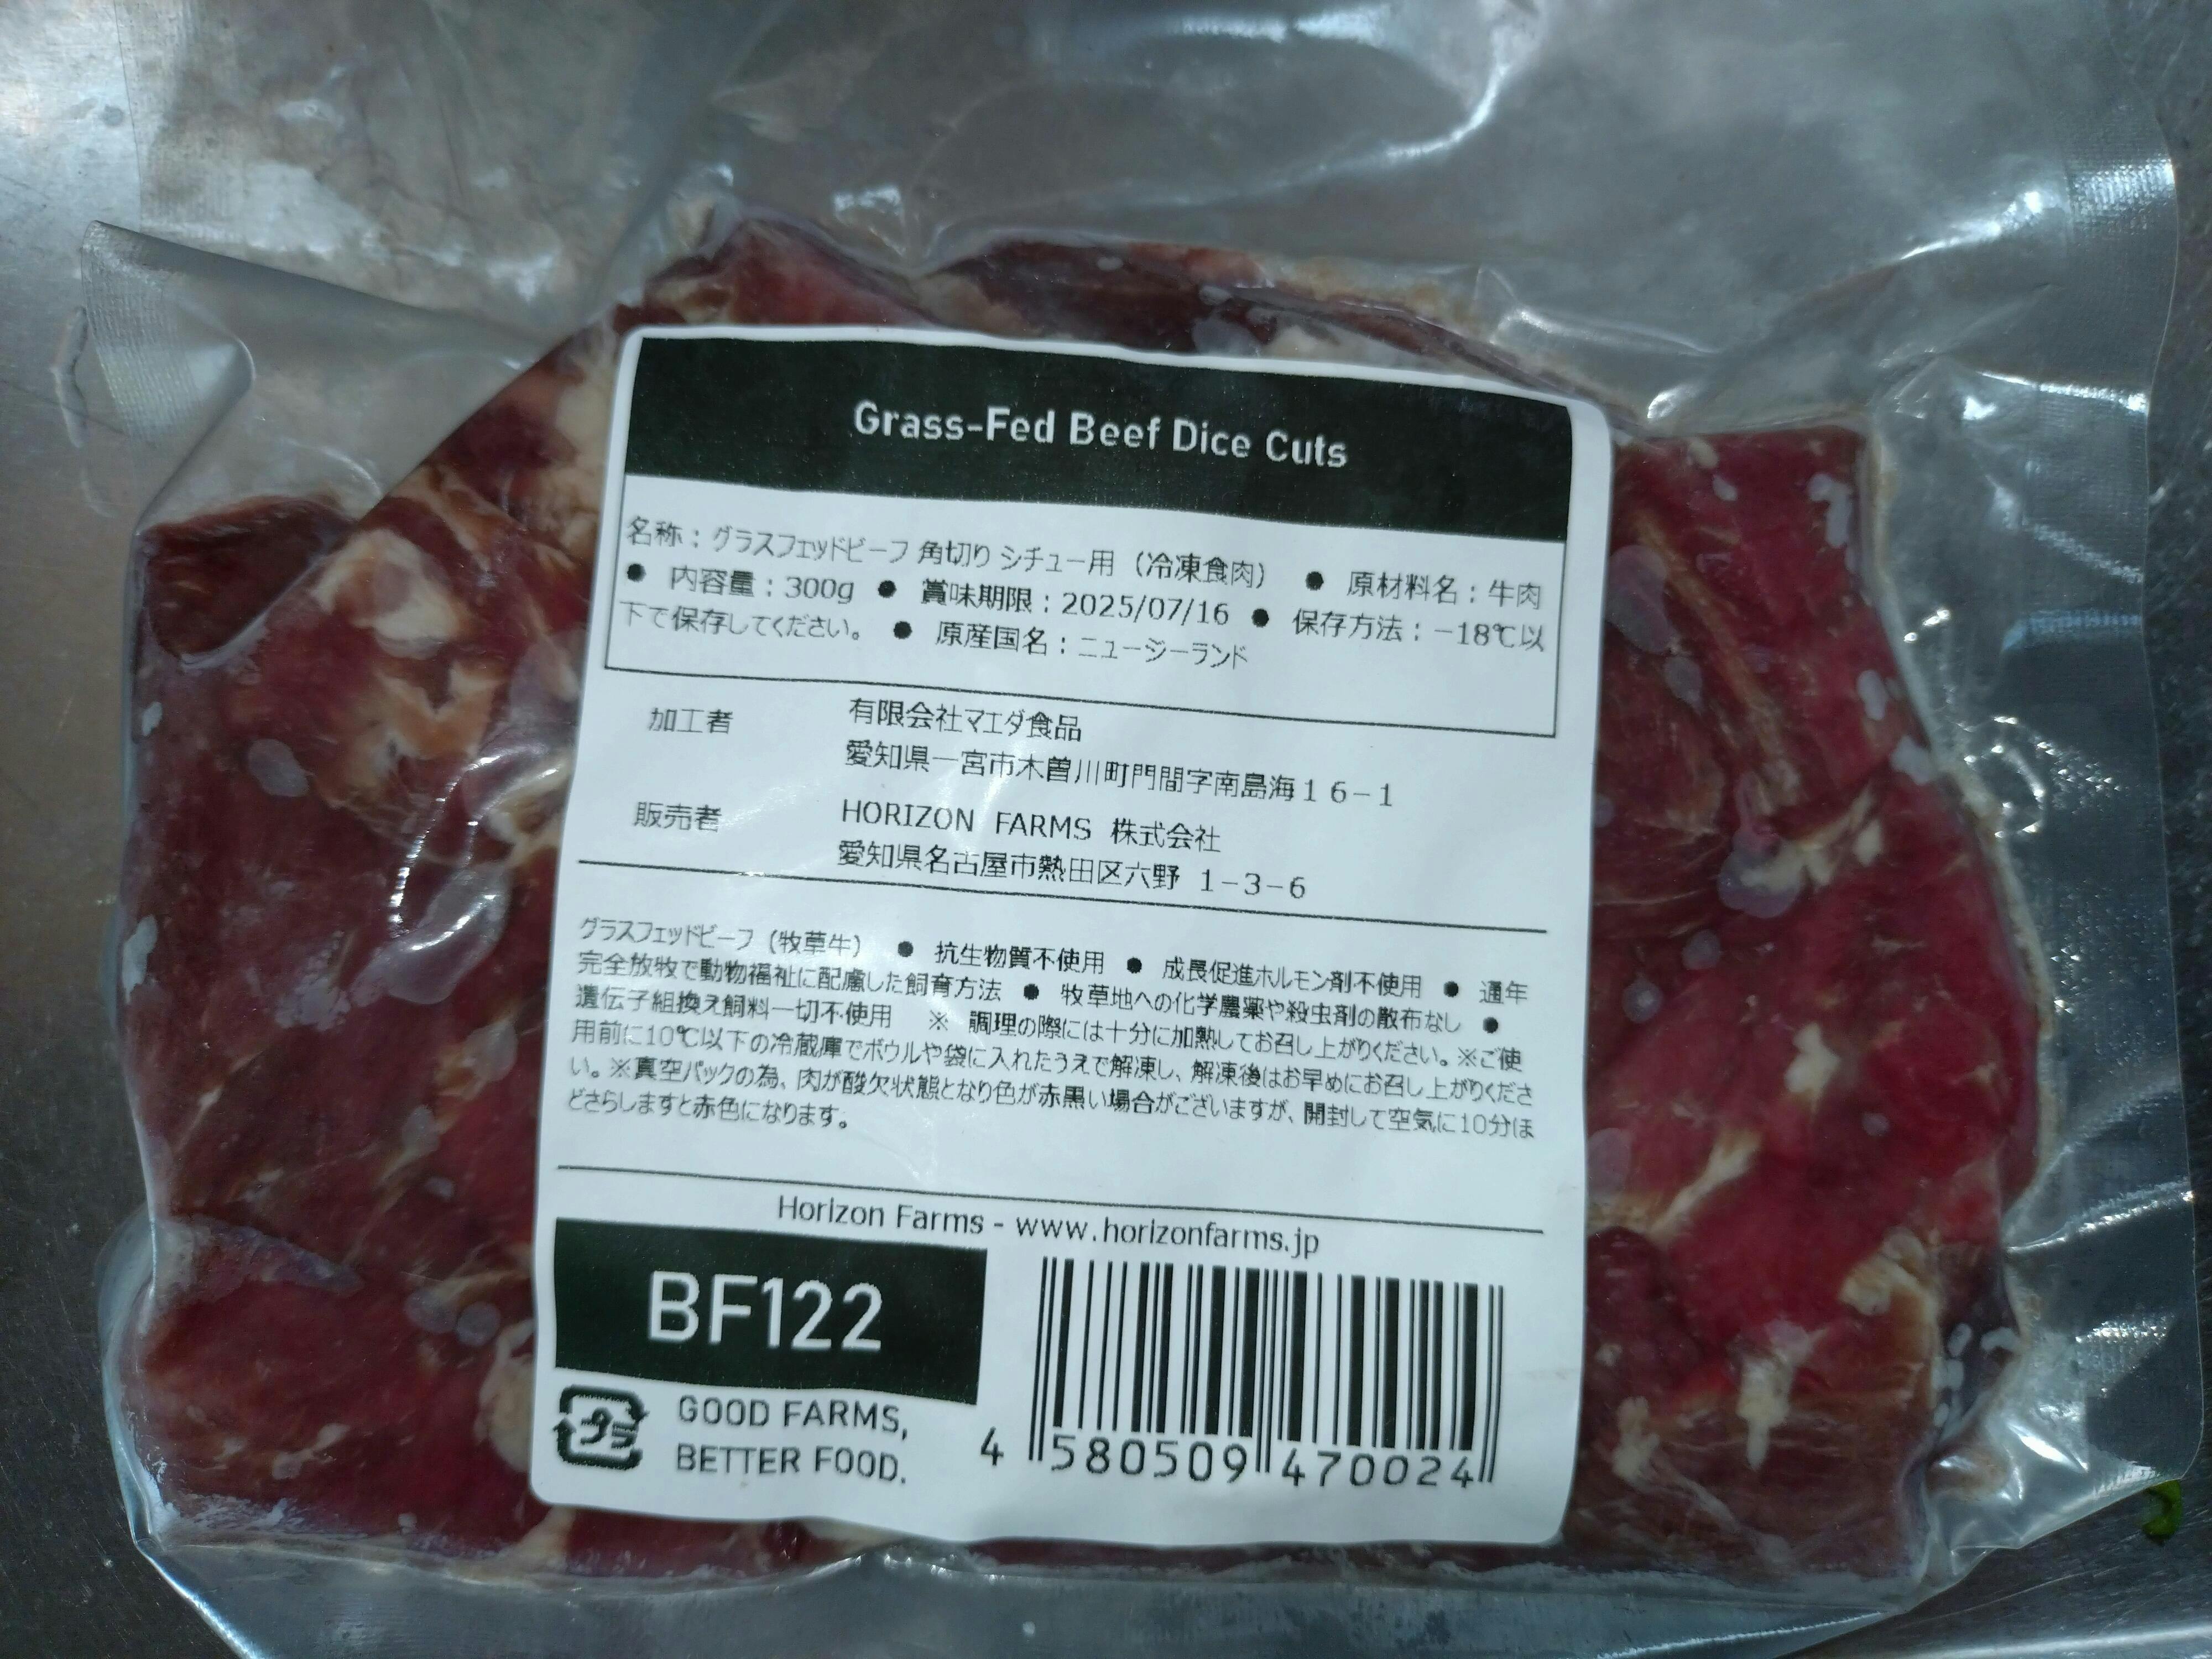 Grass-Fed Beef Dice Cuts
名称：グラスフェッドビーフ 角切り シチュー用（冷凍食肉） ● 原材料名：牛肉
● 内容量：300g ● 賞味期限：2025/07/16 ● 保存方法：－18℃以
下で保存してください。 ● 原産国名：ニュージーランド
加工者 有限会社マエダ食品
愛知県一宮市木曽川町門間字南島海１６－１
販売者 HORIZON FARMS 株式会社
愛知県名古屋市熱田区六野 １－３－６
グラスフェッドビーフ（牧草牛） ● 抗生物質不使用 ● 成長促進ホルモン剤不使用 ● 通年
完全放牧で動物福祉に配慮した飼育方法 ● 牧草地への化学農薬や殺虫剤の散布なし ●
遺伝子組換え飼料一切不使用 ※ 調理の際には十分に加熱してお召し上がりください。※ご使
用前に10℃以下の冷蔵庫でボウルや袋に入れたうえで解凍し、解凍後はお早めにお召し上がりくださ
い。※真空パックの為、肉が酸欠状態となり色が赤黒い場合がございますが、開封して空気に10分ほ
どさらしますと赤色になります。
Horizon Farms - www.horizonfarms.jp
BF122
プラ
GOOD FARMS,
BETTER FOOD.
4 580509 470024